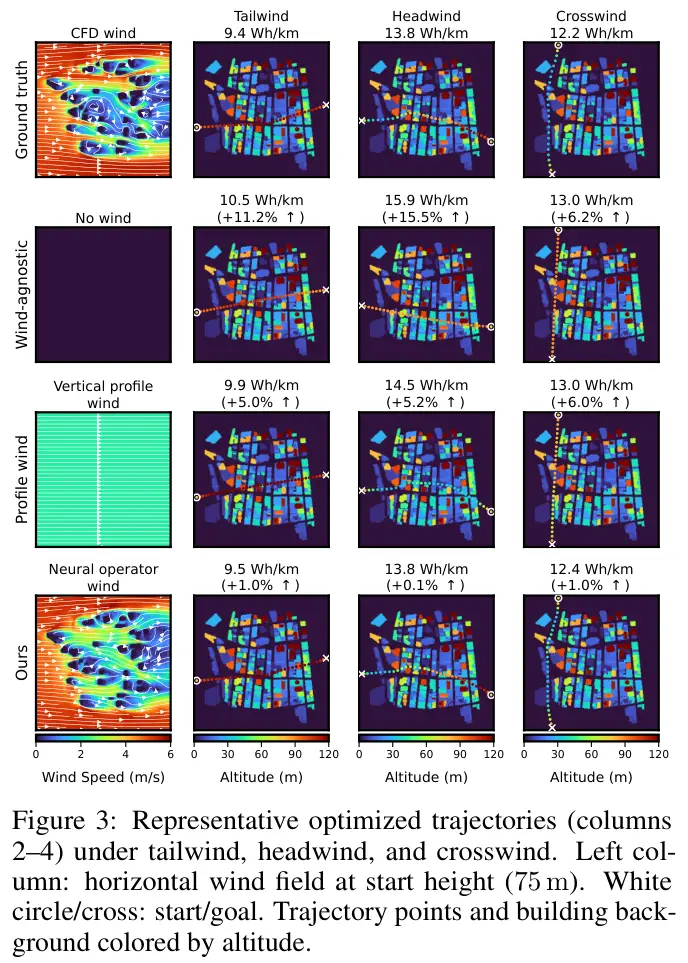 Tailwind
Headwind
Crosswind
CFD wind
9.4 Wh/km
13.8 Wh/km
12.2 Wh/km
Ground truth
No wind
10.5 Wh/km
(+11.2% ↑)
15.9 Wh/km
(+15.5% ↑)
13.0 Wh/km
(+6.2% ↑)
Wind-agnostic
Vertical profile
wind
9.9 Wh/km
(+5.0% ↑)
14.5 Wh/km
(+5.2% ↑)
13.0 Wh/km
(+6.0% ↑)
Profile wind
Neural operator
wind
9.5 Wh/km
(+1.0% ↑)
13.8 Wh/km
(+0.1% ↑)
12.4 Wh/km
(+1.0% ↑)
Ours
0 2 4 6
Wind Speed (m/s)
0 30 60 90 120
Altitude (m)
0 30 60 90 120
Altitude (m)
0 30 60 90 120
Altitude (m)
Figure 3: Representative optimized trajectories (columns
2–4) under tailwind, headwind, and crosswind. Left col-
umn: horizontal wind field at start height (75 m). White
circle/cross: start/goal. Trajectory points and building back-
ground colored by altitude.